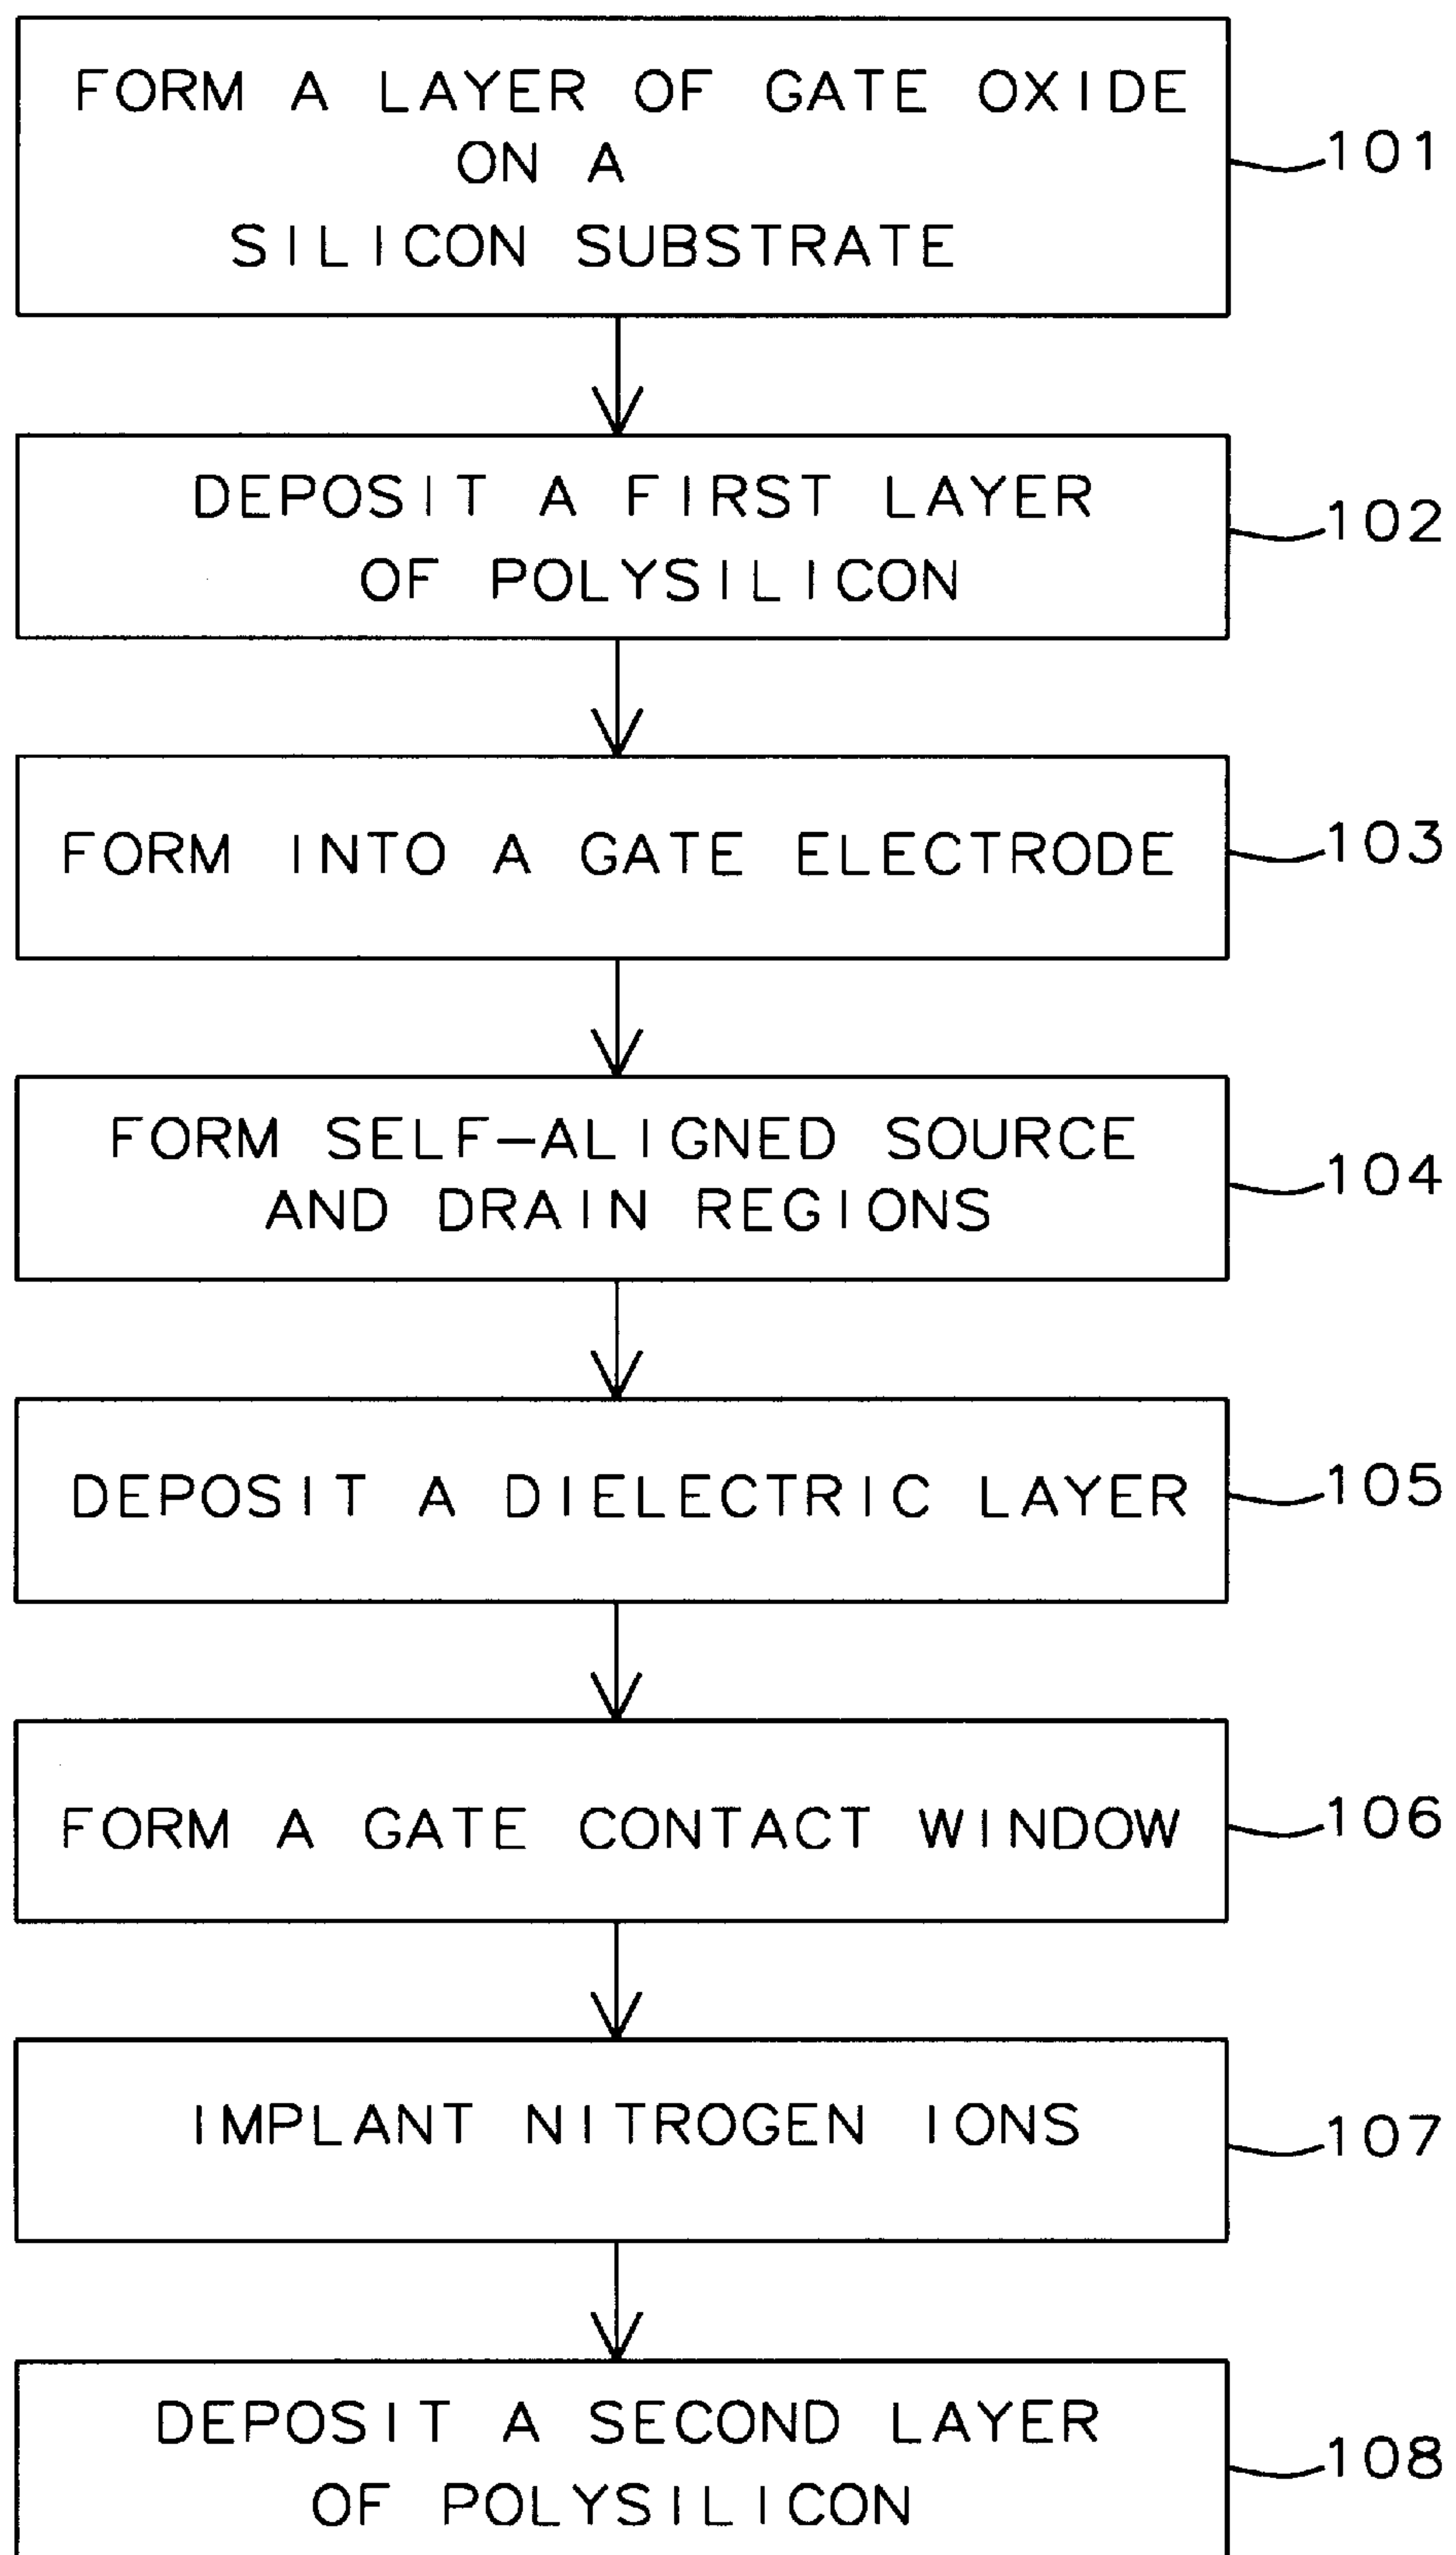 FORM A LAYER OF GATE OXIDE
ON A
SILICON SUBSTRATE
101
DEPOSIT A FIRST LAYER
OF POLYSILICON
102
FORM INTO A GATE ELECTRODE
103
FORM SELF-ALIGNED SOURCE
AND DRAIN REGIONS
104
DEPOSIT A DIELECTRIC LAYER
105
FORM A GATE CONTACT WINDOW
106
IMPLANT NITROGEN IONS
107
DEPOSIT A SECOND LAYER
OF POLYSILICON
108